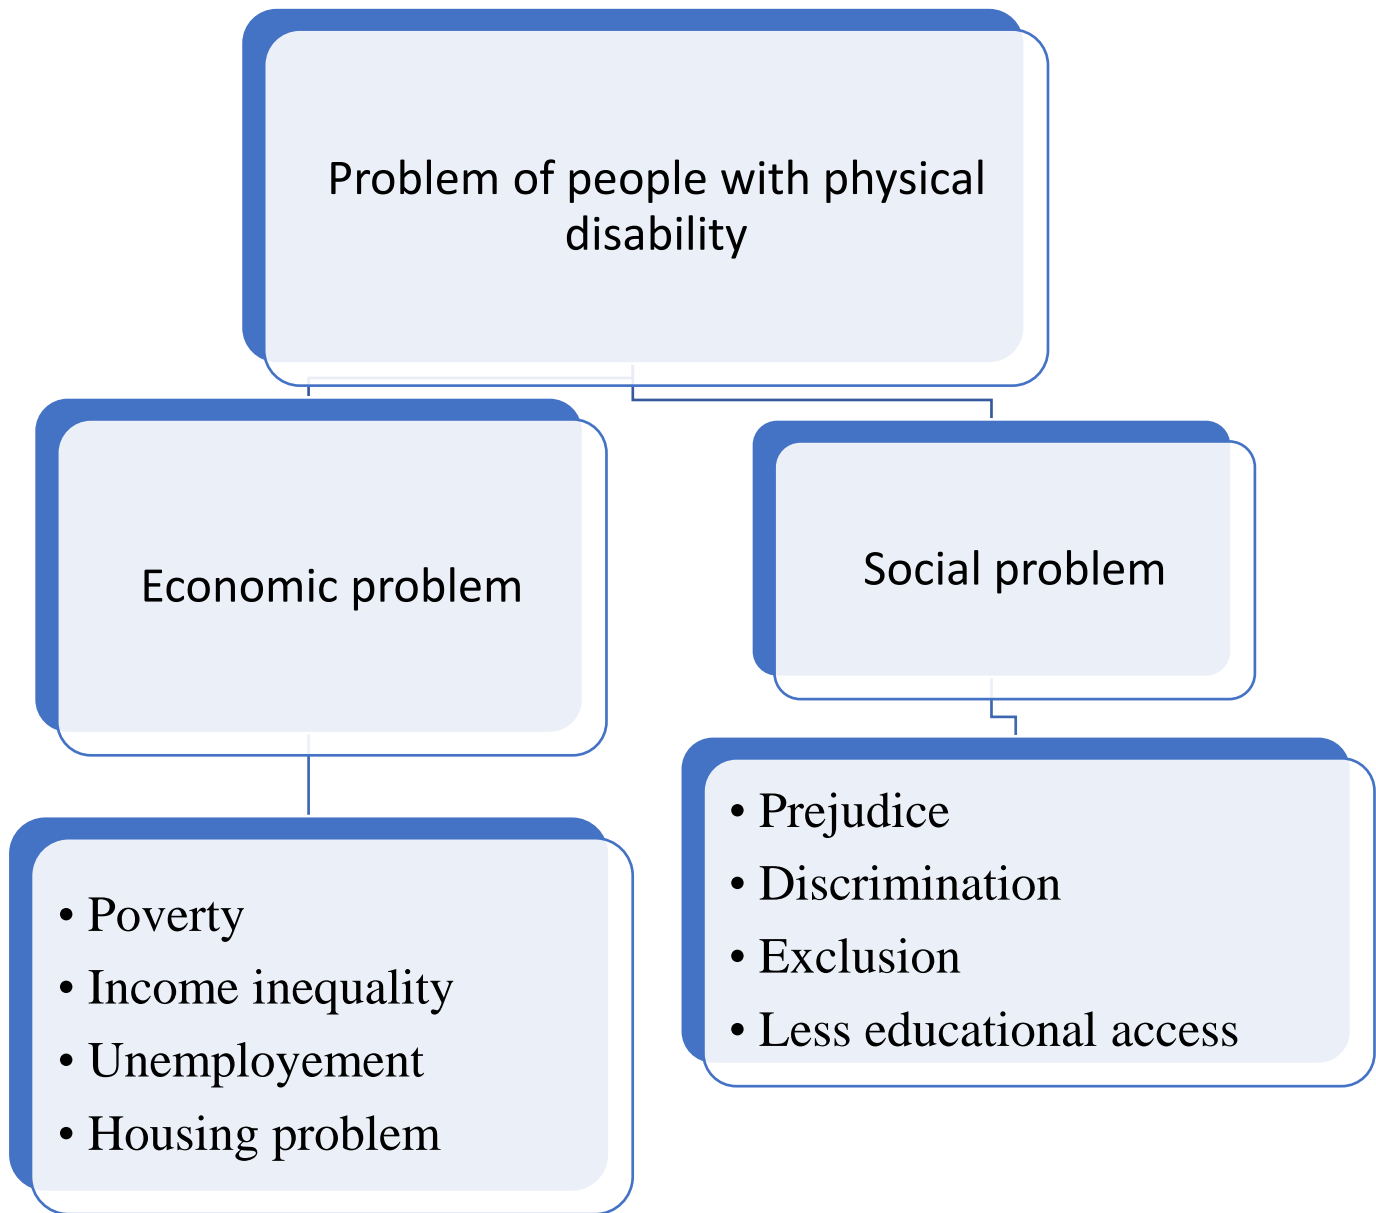 Problem of people with physical
disability
Economic problem
Social problem
• Poverty
• Income inequality
• Unemployement
• Housing problem
• Prejudice
• Discrimination
• Exclusion
• Less educational access